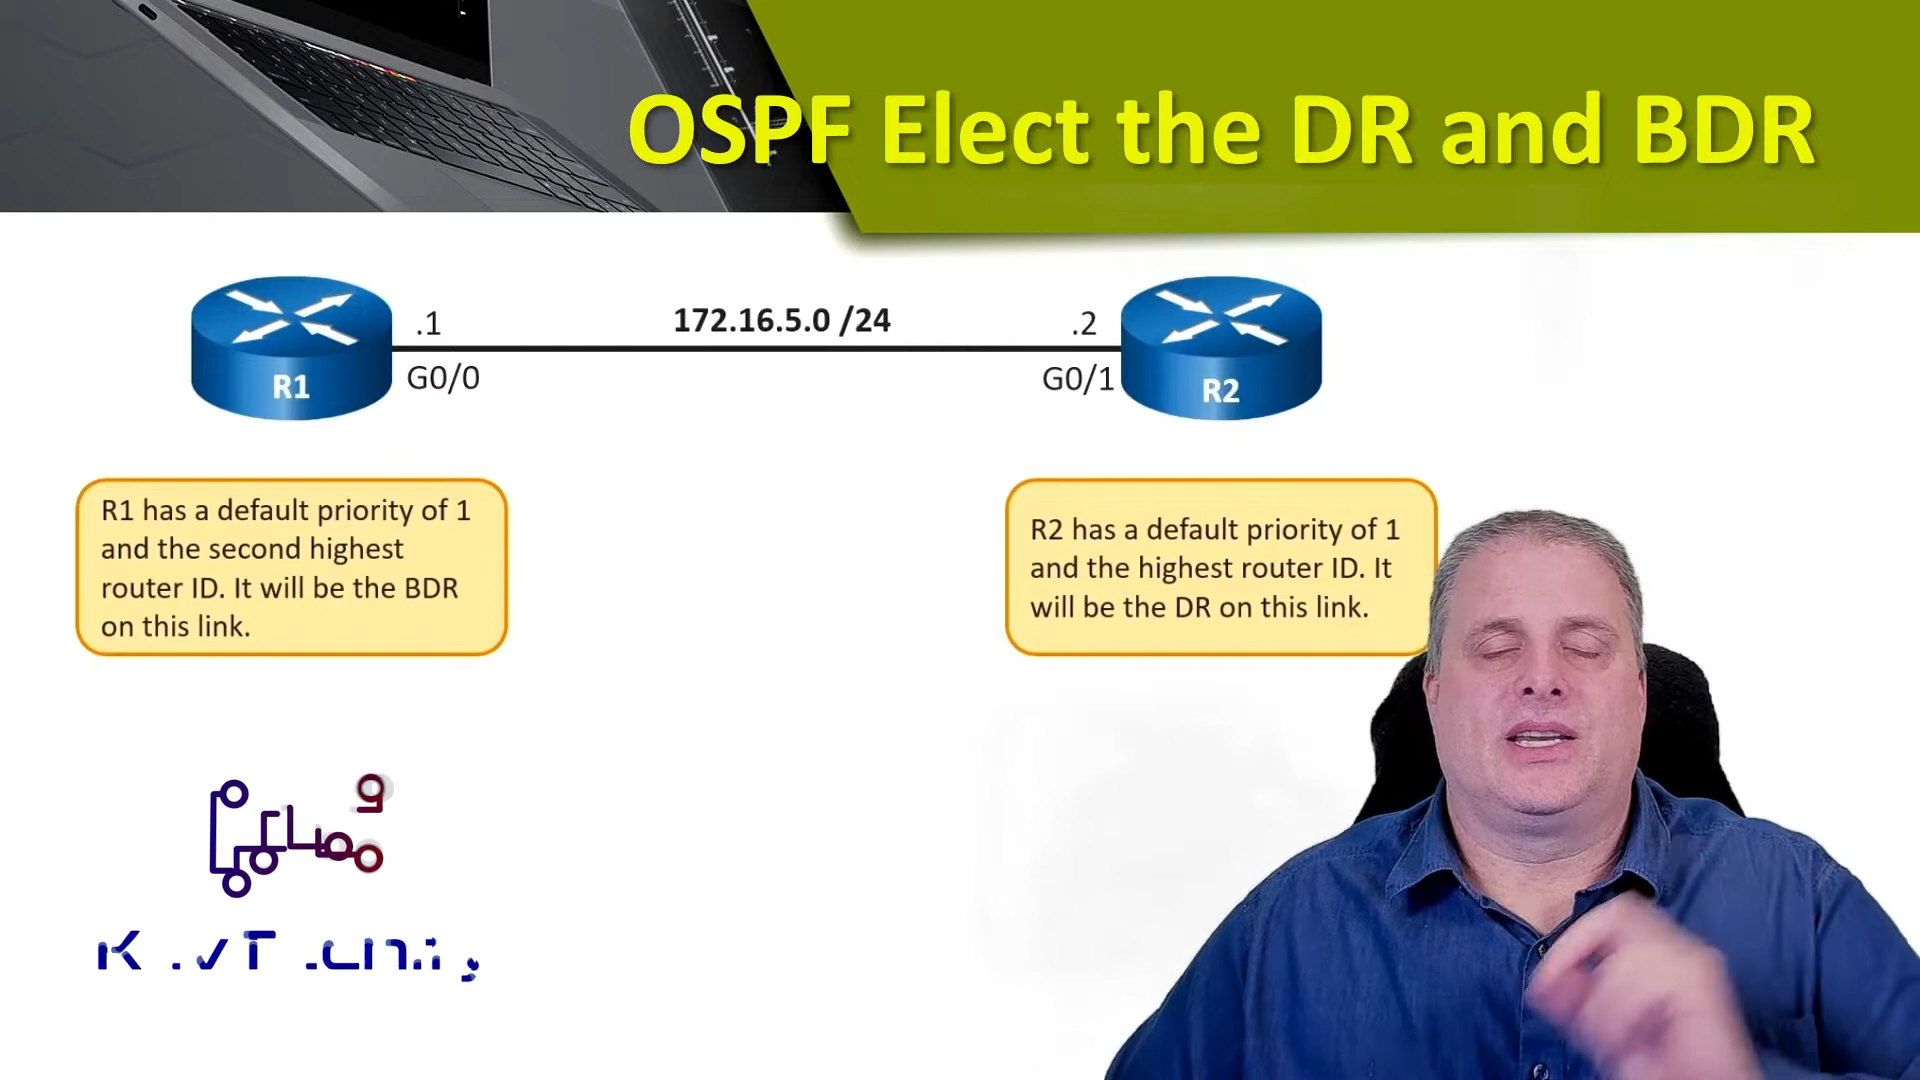 OSPF Elect the DR and BDR
.1
172.16.5.0 /24
.2
G0/0
G0/1
R1
R2
R1 has a default priority of 1
and the second highest
router ID. It will be the BDR
on this link.
R2 has a default priority of 1
and the highest router ID. It
will be the DR on this link.